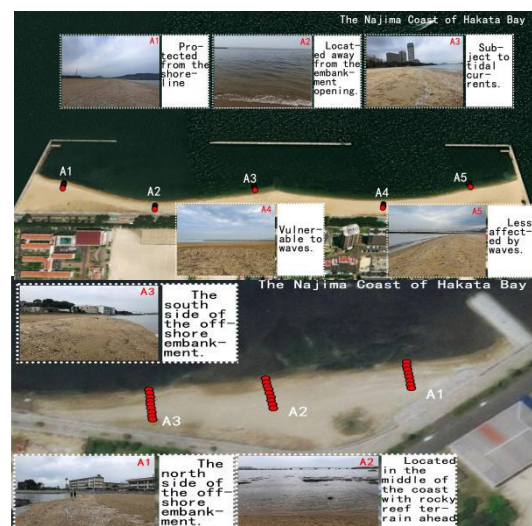 The Najima Coast of Hakata Bay
A1
Pro-
tected
from the
shore-
line
A2
Locat-
ed away
from the
embankment
opening.
A3
Sub-
ject to
tidal
cur-
rents.
A1
A2
A3
A4
A5
A4
Vulner-
able to
waves.
A5
Less
affect-
ed by
waves.
The Najima Coast of Hakata Bay
A3
The
south
side of
the off-
shore
embank-
ment.
A3
A2
A1
A1
The
north
side of
the off-
shore
embank-
ment.
A2
Located
in the
middle of
the coast
with rocky
reef ter-
rain ahead